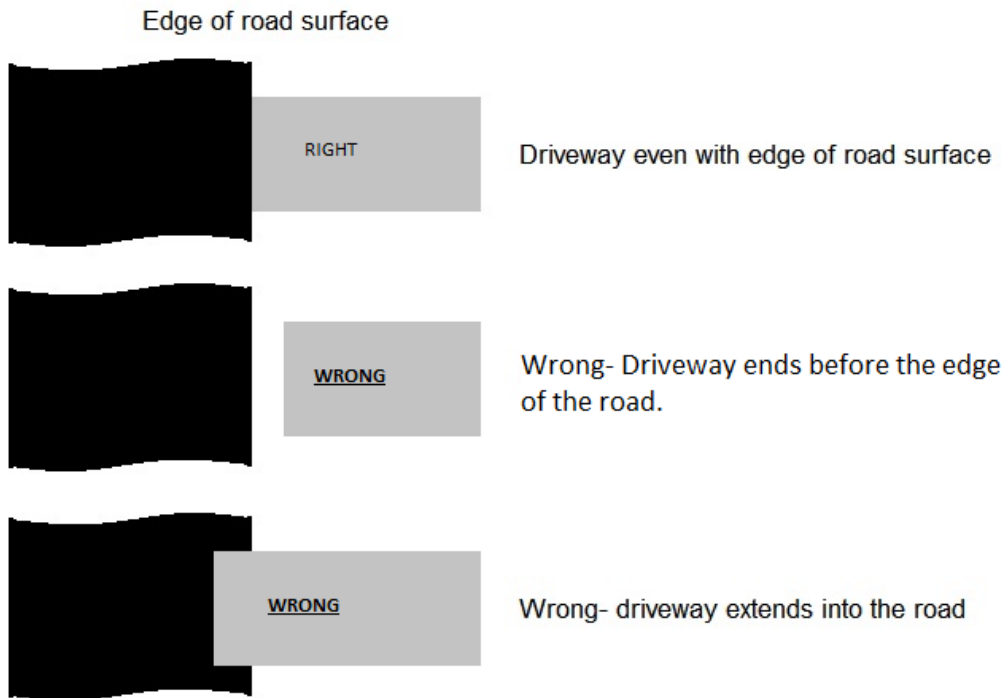 Edge of road surface
RIGHT
Driveway even with edge of road surface
WRONG
Wrong- Driveway ends before the edge
of the road.
WRONG
Wrong- driveway extends into the road